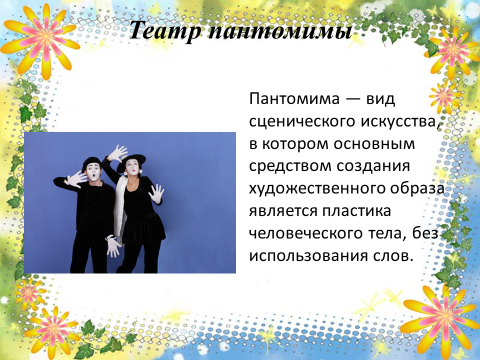 Театр пантомимы
Пантомима — вид
сценического искусства,
в котором основным
средством создания
художественного образа
является пластика
человеческого тела, без
использования слов.